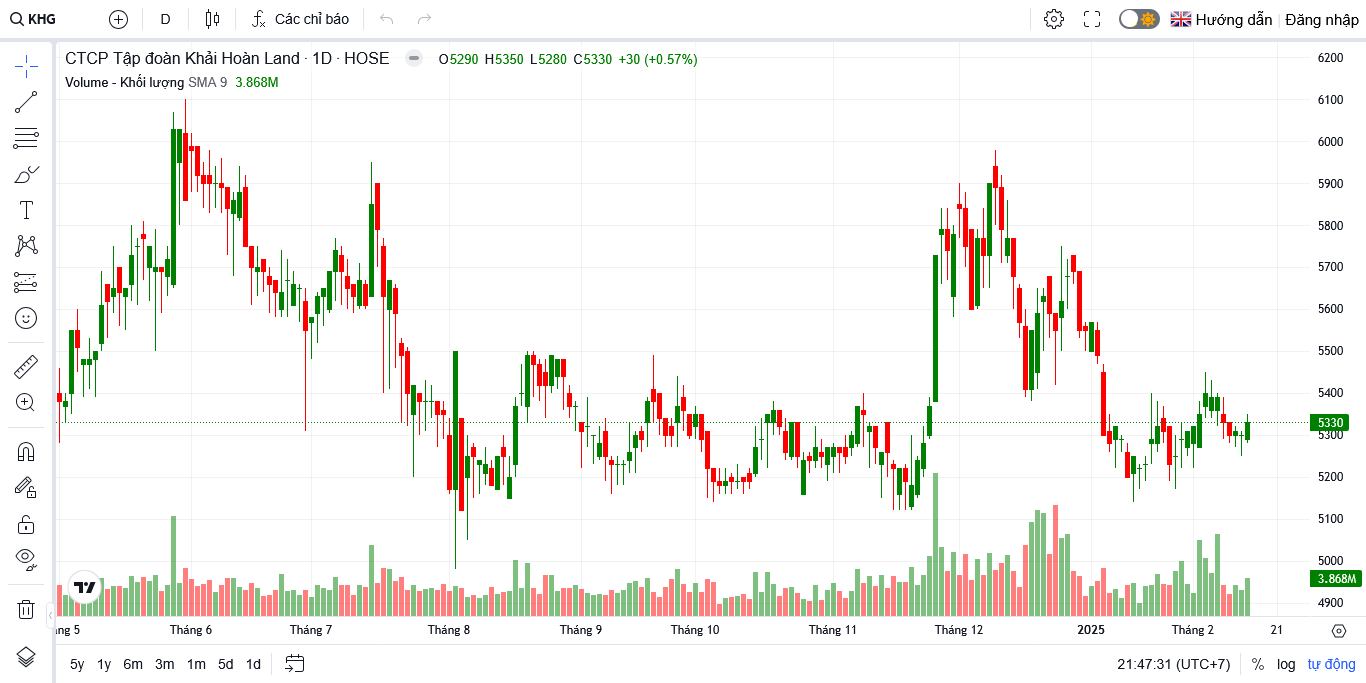 KHG D Các chỉ báo Hướng dẫn Đăng nhập
CTCP Tập đoàn Khải Hoàn Land · 1D · HOSE O5290 H5350 L5280 C5330 +30 (+0.57%)
Volume - Khối lượng SMA 9 3.868M
6200
6100
6000
5900
5800
5700
5600
5500
5400
5330
5300
5200
5100
5000
3.868M
4900
ng 5 Tháng 6 Tháng 7 Tháng 8 Tháng 9 Tháng 10 Tháng 11 Tháng 12 2025 Tháng 2 21
5y 1y 6m 3m 1m 5d 1d 21:47:31 (UTC+7) % log tự động